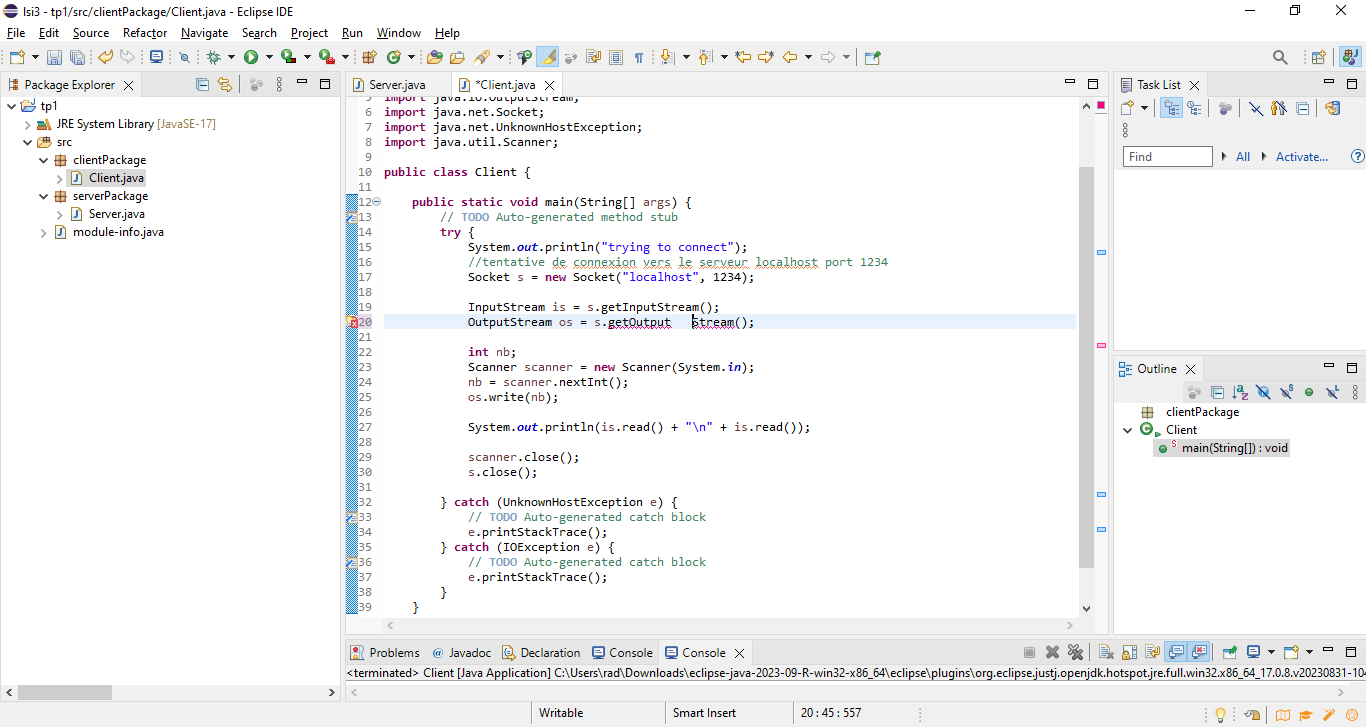 lsi3 - tp1/src/clientPackage/Client.java - Eclipse IDE
File Edit Source Refactor Navigate Search Project Run Window Help
Package Explorer
tp1
JRE System Library [JavaSE-17]
src
clientPackage
Client.java
serverPackage
Server.java
module-info.java
Server.java *Client.java
5 import java.io.OutputStream;
6 import java.net.Socket;
7 import java.net.UnknownHostException;
8 import java.util.Scanner;
9
10 public class Client {
11
12 public static void main(String[] args) {
13 // TODO Auto-generated method stub
14 try {
15 System.out.println("trying to connect");
16 //tentative de connexion vers le serveur localhost port 1234
17 Socket s = new Socket("localhost", 1234);
18
19 InputStream is = s.getInputStream();
20 OutputStream os = s.getOutput   Stream();
21
22 int nb;
23 Scanner scanner = new Scanner(System.in);
24 nb = scanner.nextInt();
25 os.write(nb);
26
27 System.out.println(is.read() + "\n" + is.read());
28
29 scanner.close();
30 s.close();
31
32 } catch (UnknownHostException e) {
33 // TODO Auto-generated catch block
34 e.printStackTrace();
35 } catch (IOException e) {
36 // TODO Auto-generated catch block
37 e.printStackTrace();
38 }
39 }
Task List
Find All Activate...
Outline
clientPackage
Client
main(String[]) : void
Problems @ Javadoc Declaration Console Console
<terminated> Client [Java Application] C:\Users\rad\Downloads\eclipse-java-2023-09-R-win32-x86_64\eclipse\plugins\org.eclipse.justj.openjdk.hotspot.jre.full.win32.x86_64_17.0.8.v20230831-104
Writable Smart Insert 20 : 45 : 557